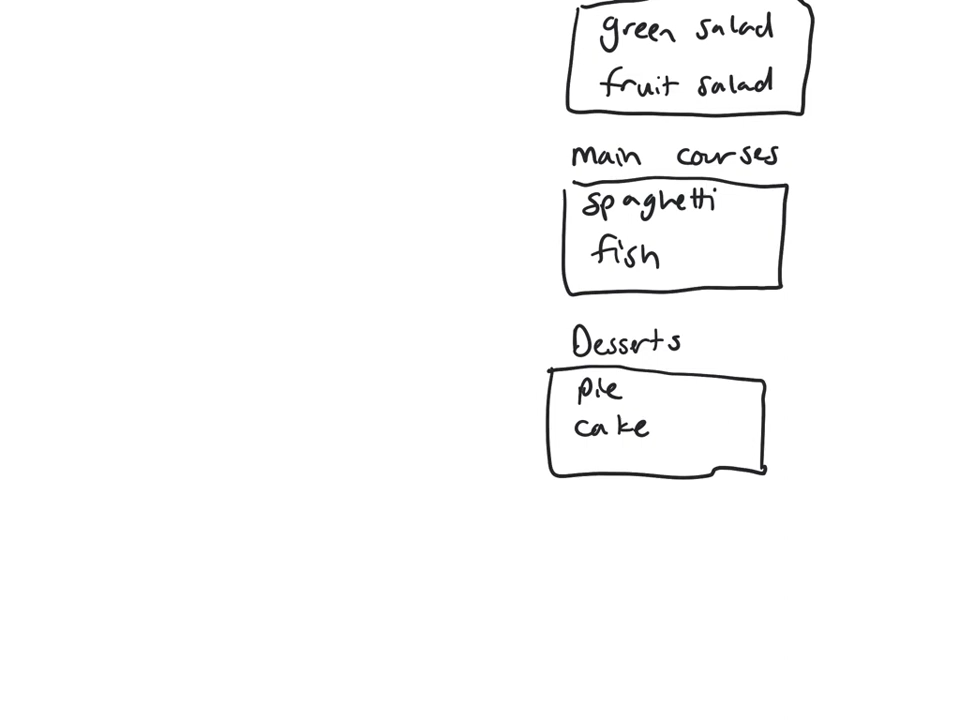 green salad
fruit salad
main courses
spaghetti
fish
Desserts
pie
cake